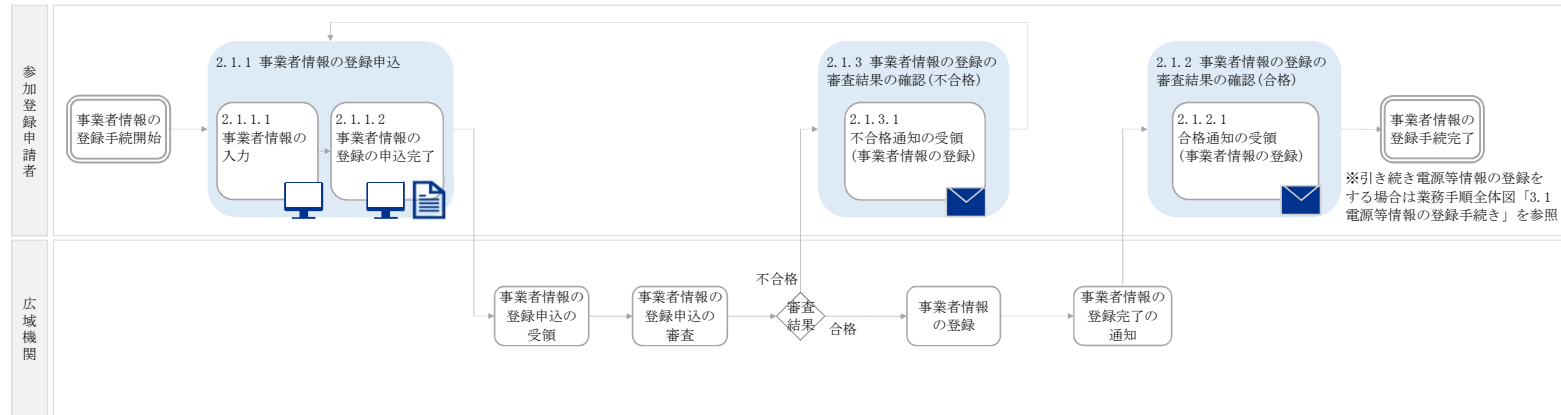 参加登録申請者
事業者情報の
登録手続開始
2.1.1 事業者情報の登録申込
2.1.1.1
事業者情報の
入力
2.1.1.2
事業者情報の
登録の申込完了
2.1.3 事業者情報の登録の
審査結果の確認(不合格)
2.1.3.1
不合格通知の受領
(事業者情報の登録)
2.1.2 事業者情報の登録の
審査結果の確認(合格)
2.1.2.1
合格通知の受領
(事業者情報の登録)
事業者情報の
登録手続完了
※引き続き電源等情報の登録を
する場合は業務手順全体図「3.1
電源等情報の登録手続き」を参照
広域機関
事業者情報の
登録申込の
受領
事業者情報の
登録申込の
審査
不合格
審査
結果
合格
事業者情報
の登録
事業者情報の
登録完了の
通知